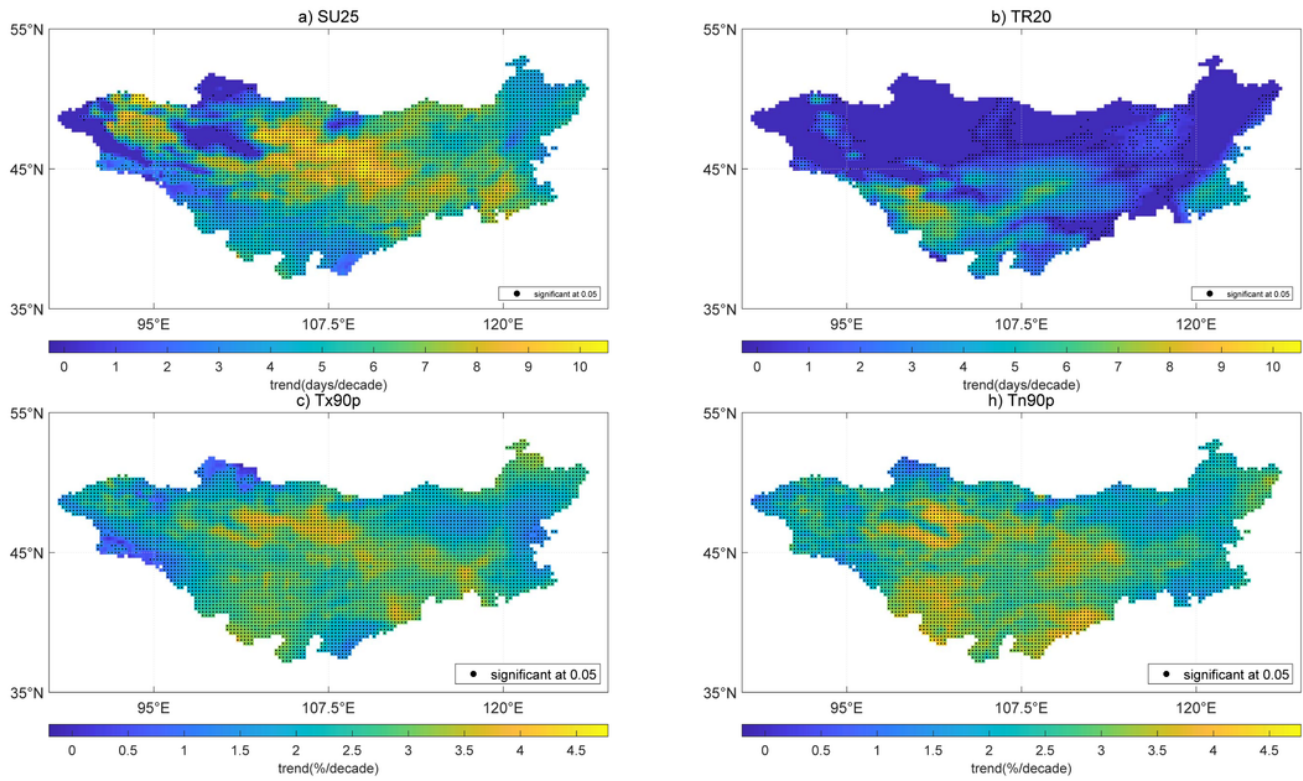 a) SU25
55°N
45°N
35°N
95°E 107.5°E 120°E
significant at 0.05
0 1 2 3 4 5 6 7 8 9 10
trend(days/decade)
b) TR20
55°N
45°N
35°N
95°E 107.5°E 120°E
significant at 0.05
0 1 2 3 4 5 6 7 8 9 10
trend(days/decade)
c) Tx90p
55°N
45°N
35°N
95°E 107.5°E 120°E
significant at 0.05
0 0.5 1 1.5 2 2.5 3 3.5 4 4.5
trend(%/decade)
h) Tn90p
55°N
45°N
35°N
95°E 107.5°E 120°E
significant at 0.05
0 0.5 1 1.5 2 2.5 3 3.5 4 4.5
trend(%/decade)